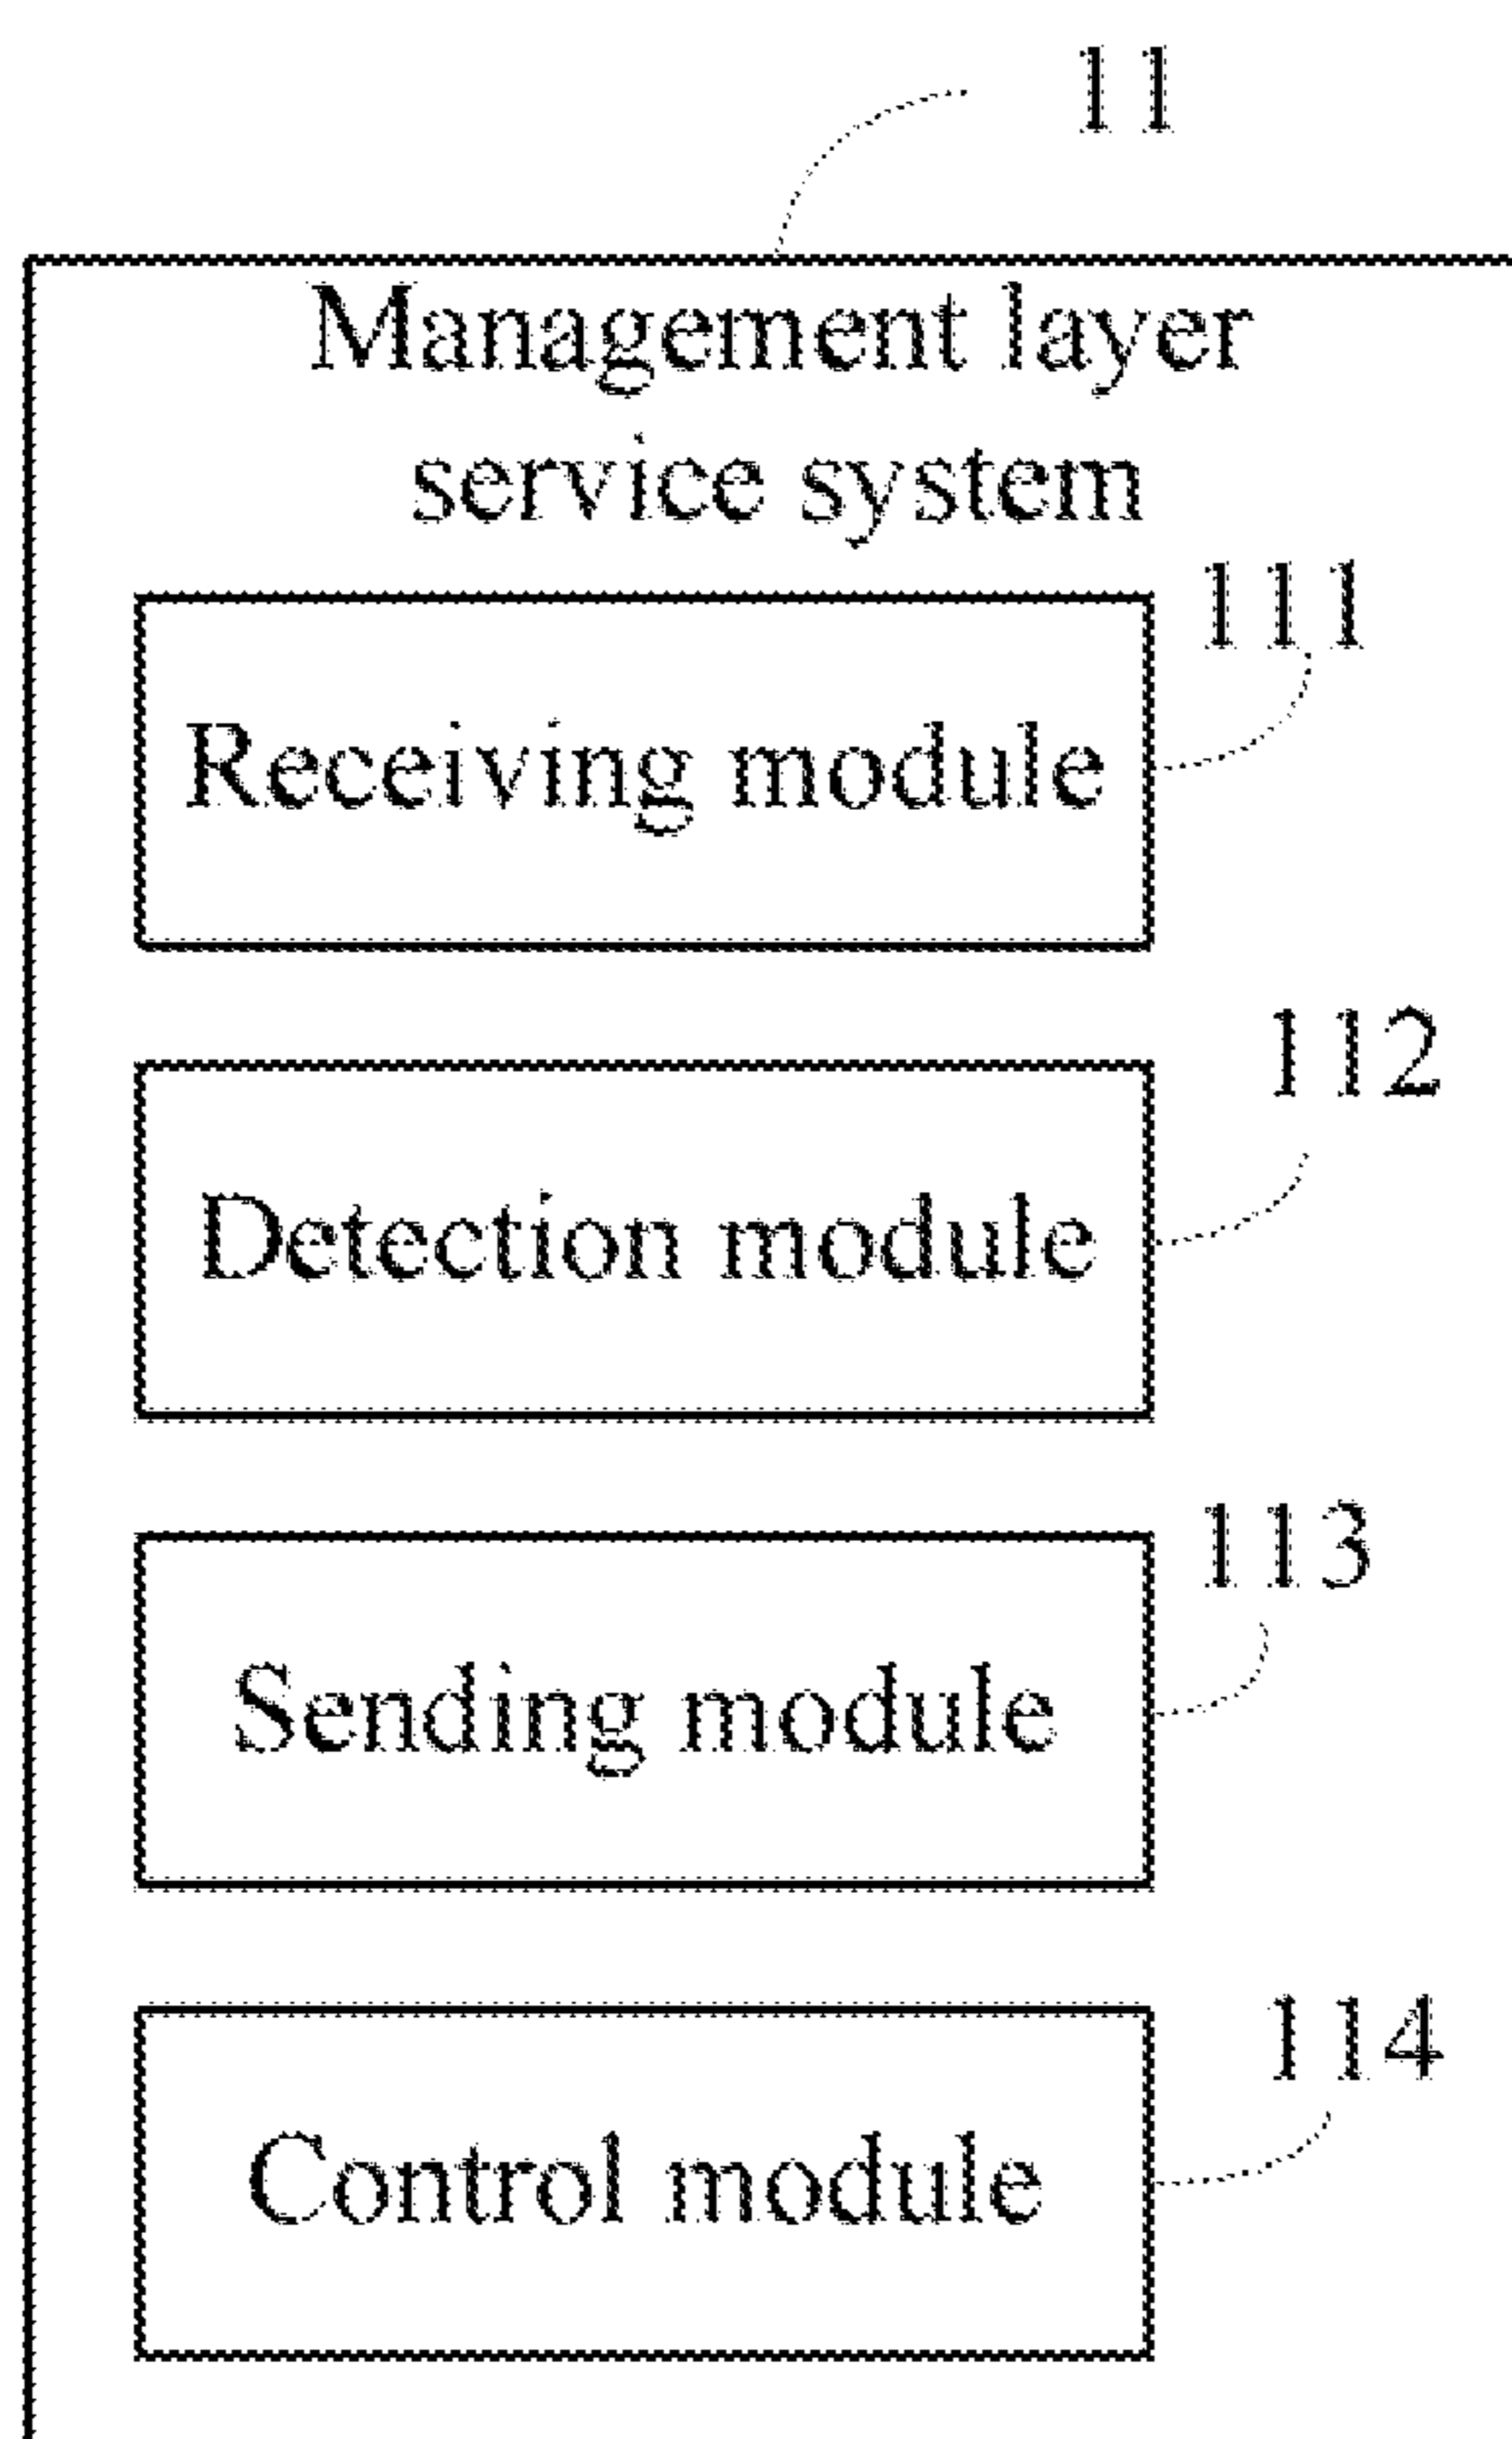 11
Management layer
service system
111
Receiving module
112
Detection module
113
Sending module
114
Control module